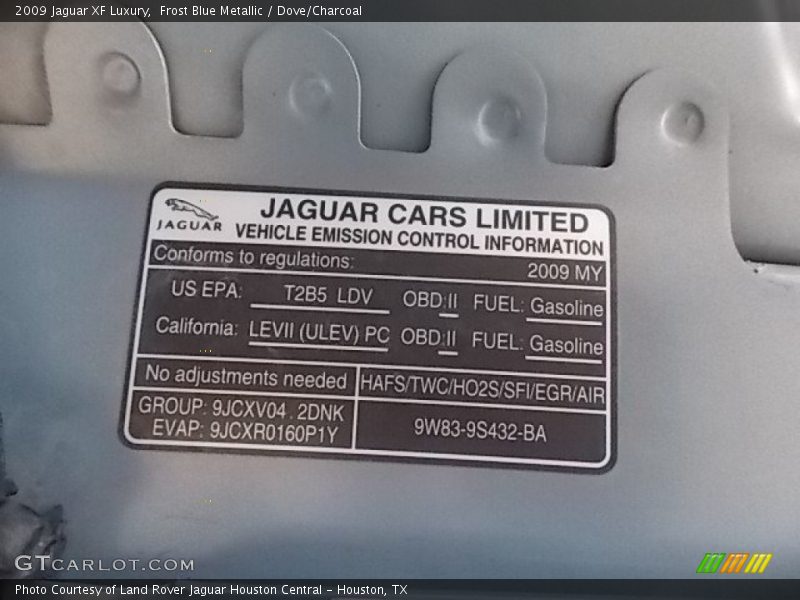 2009 Jaguar XF Luxury, Frost Blue Metallic / Dove/Charcoal
JAGUAR
JAGUAR CARS LIMITED
VEHICLE EMISSION CONTROL INFORMATION
Conforms to regulations: 2009 MY
US EPA: T2B5 LDV OBD:II FUEL: Gasoline
California: LEVII (ULEV) PC OBD:II FUEL: Gasoline
No adjustments needed HAFS/TWC/HO2S/SFI/EGR/AIR
GROUP: 9JCXV04.2DNK
EVAP: 9JCXR0160P1Y
9W83-9S432-BA
GTCARLOT.COM
Photo Courtesy of Land Rover Jaguar Houston Central - Houston, TX